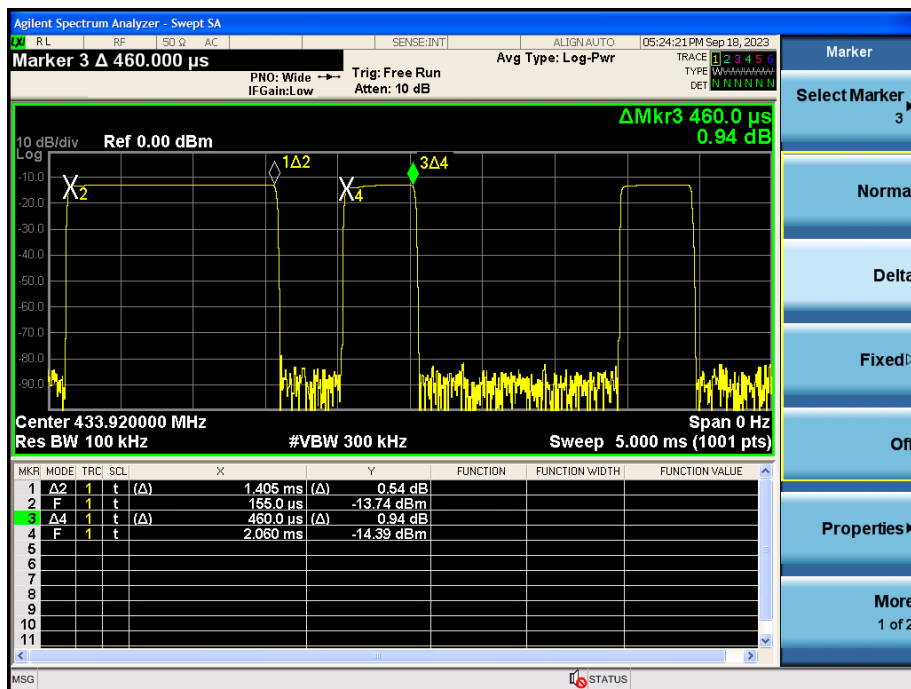 Agilent Spectrum Analyzer - Swept SA
LXI RL RF 50 Ω AC SENSE:INT ALIGN AUTO 05:24:21 PM Sep 18, 2023
Marker 3 Δ 460.000 μs
PNO: Wide
IFGain:Low
Trig: Free Run
Atten: 10 dB
Avg Type: Log-Pwr
TRACE 1 2 3 4 5 6
TYPE
DET N N N N N N
ΔMkr3 460.0 μs
0.94 dB
10 dB/div Ref 0.00 dBm
Log
1Δ2
3Δ4
2
4
-10.0
-20.0
-30.0
-40.0
-50.0
-60.0
-70.0
-80.0
-90.0
Center 433.920000 MHz Span 0 Hz
Res BW 100 kHz #VBW 300 kHz Sweep 5.000 ms (1001 pts)
MKR MODE TRC SCL X Y FUNCTION FUNCTION WIDTH FUNCTION VALUE
1 Δ2 1 t (Δ) 1.405 ms (Δ) 0.54 dB
2 F 1 t 155.0 μs -13.74 dBm
3 Δ4 1 t (Δ) 460.0 μs (Δ) 0.94 dB
4 F 1 t 2.060 ms -14.39 dBm
5
6
7
8
9
10
11
MSG STATUS
Marker
Select Marker
3
Norma
Delta
Fixed
Off
Properties
More
1 of 2